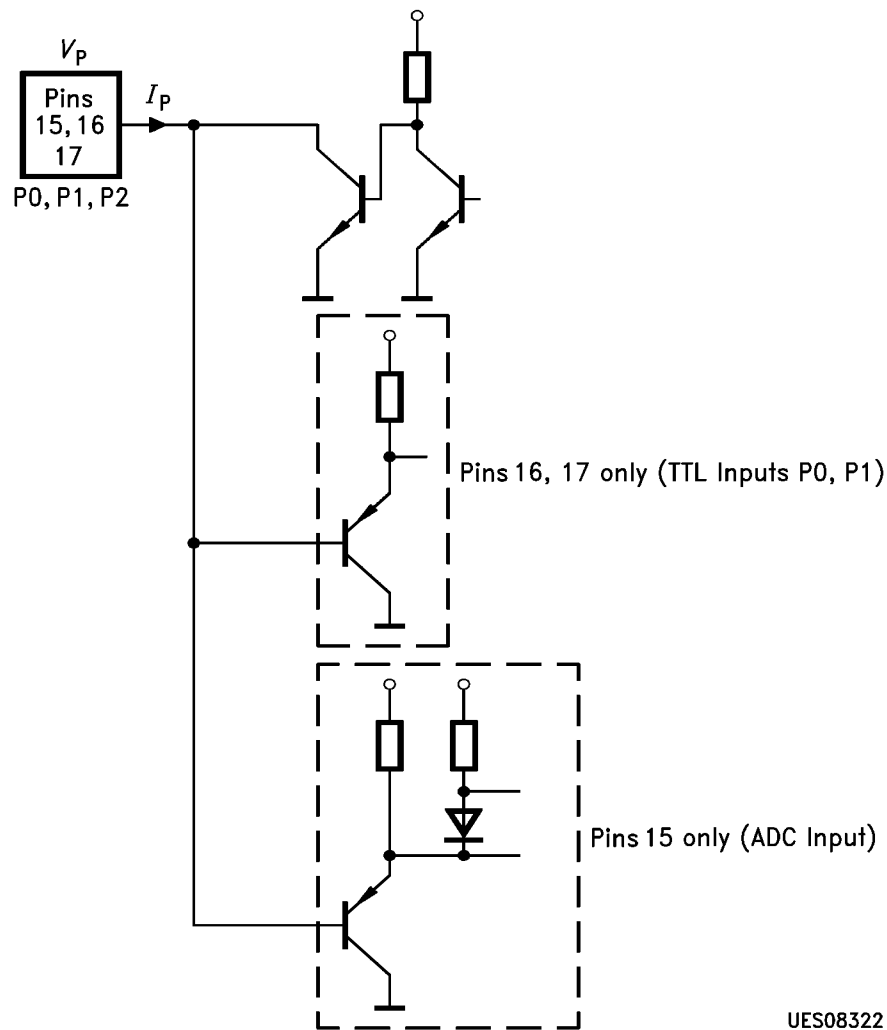 V_P
Pins
15, 16
17
I_P
P0, P1, P2
Pins 16, 17 only (TTL Inputs P0, P1)
Pins 15 only (ADC Input)
UES08322